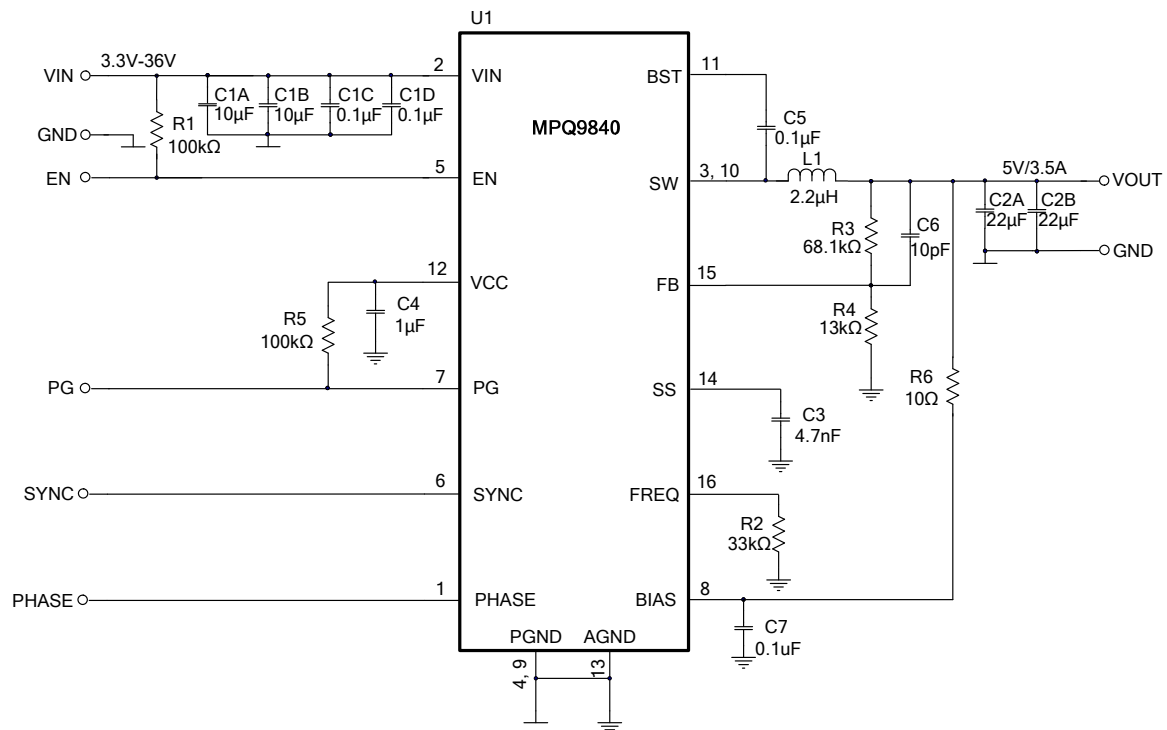 U1
MPQ9840
VIN
3.3V-36V
2
VIN
C1A
10µF
C1B
10µF
C1C
0.1µF
C1D
0.1µF
GND
R1
100kΩ
EN
5
EN
12
VCC
C4
1µF
R5
100kΩ
PG
7
PG
SYNC
6
SYNC
PHASE
1
PHASE
PGND
AGND
4, 9
13
BST
11
C5
0.1µF
SW
3, 10
L1
2.2µH
5V/3.5A
VOUT
C2A
22µF
C2B
22µF
GND
R3
68.1kΩ
C6
10pF
FB
15
R4
13kΩ
SS
14
C3
4.7nF
R6
10Ω
FREQ
16
R2
33kΩ
BIAS
8
C7
0.1uF